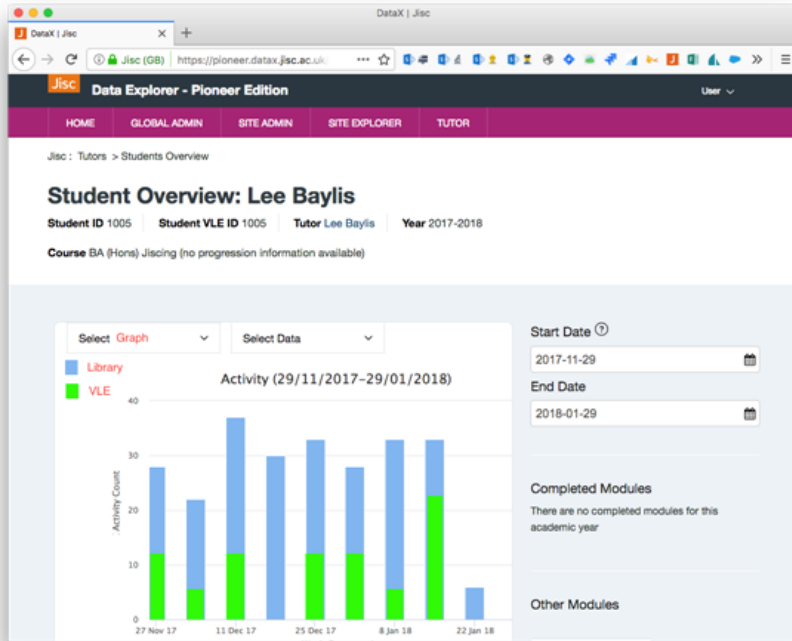 DataX | Jisc
DataX | Jisc
Jisc (GB) https://pioneer.datax.jisc.ac.uk
Jisc Data Explorer - Pioneer Edition User
HOME GLOBAL ADMIN SITE ADMIN SITE EXPLORER TUTOR
Jisc : Tutors > Students Overview
Student Overview: Lee Baylis
Student ID 1005 Student VLE ID 1005 Tutor Lee Baylis Year 2017-2018
Course BA (Hons) Jiscing (no progression information available)
Select Graph Select Data
Library
VLE
Activity (29/11/2017-29/01/2018)
Activity Count
40
30
20
10
0
27 Nov 17 11 Dec 17 25 Dec 17 8 Jan 18 22 Jan 18
Start Date
2017-11-29
End Date
2018-01-29
Completed Modules
There are no completed modules for this
academic year
Other Modules